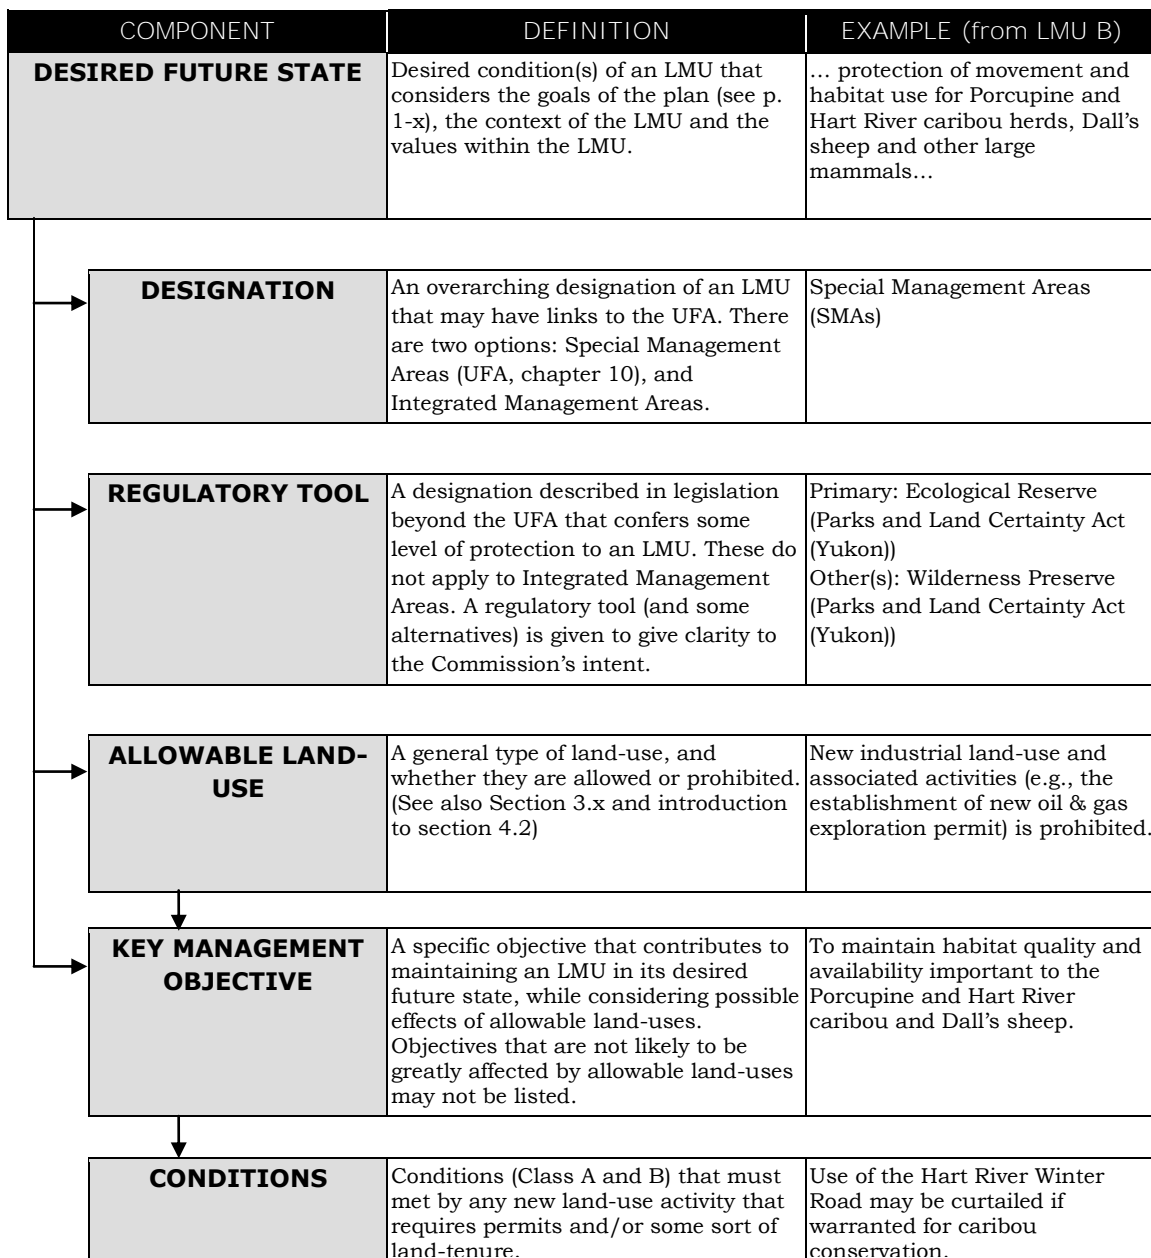 COMPONENT DEFINITION EXAMPLE (from LMU B)
DESIRED FUTURE STATE
Desired condition(s) of an LMU that
considers the goals of the plan (see p.
1-x), the context of the LMU and the
values within the LMU.
… protection of movement and
habitat use for Porcupine and
Hart River caribou herds, Dall’s
sheep and other large
mammals…
DESIGNATION
An overarching designation of an LMU
that may have links to the UFA. There
are two options: Special Management
Areas (UFA, chapter 10), and
Integrated Management Areas.
Special Management Areas
(SMAs)
REGULATORY TOOL
A designation described in legislation
beyond the UFA that confers some
level of protection to an LMU. These do
not apply to Integrated Management
Areas. A regulatory tool (and some
alternatives) is given to give clarity to
the Commission’s intent.
Primary: Ecological Reserve
(Parks and Land Certainty Act
(Yukon))
Other(s): Wilderness Preserve
(Parks and Land Certainty Act
(Yukon))
ALLOWABLE LAND-
USE
A general type of land-use, and
whether they are allowed or prohibited.
(See also Section 3.x and introduction
to section 4.2)
New industrial land-use and
associated activities (e.g., the
establishment of new oil & gas
exploration permit) is prohibited.
KEY MANAGEMENT
OBJECTIVE
A specific objective that contributes to
maintaining an LMU in its desired
future state, while considering possible
effects of allowable land-uses.
Objectives that are not likely to be
greatly affected by allowable land-uses
may not be listed.
To maintain habitat quality and
availability important to the
Porcupine and Hart River
caribou and Dall’s sheep.
CONDITIONS
Conditions (Class A and B) that must
met by any new land-use activity that
requires permits and/or some sort of
land-tenure.
Use of the Hart River Winter
Road may be curtailed if
warranted for caribou
conservation.